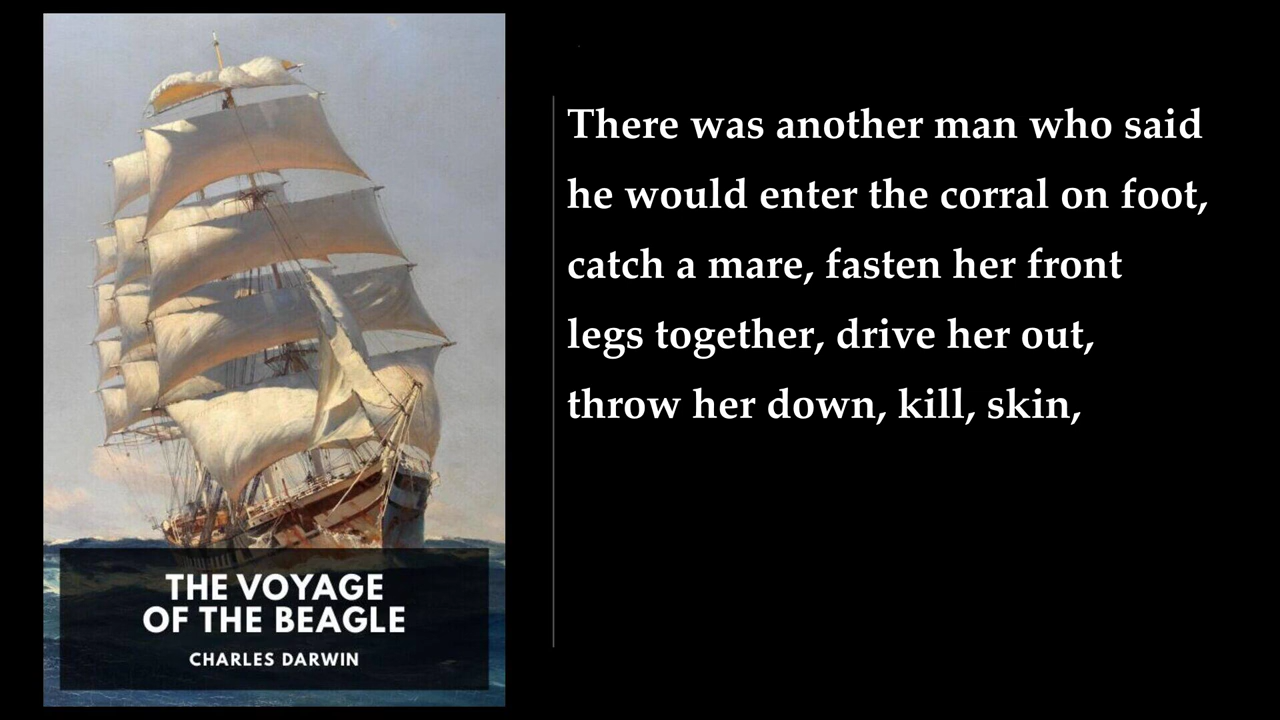 THE VOYAGE
OF THE BEAGLE
CHARLES DARWIN
There was another man who said
he would enter the corral on foot,
catch a mare, fasten her front
legs together, drive her out,
throw her down, kill, skin,